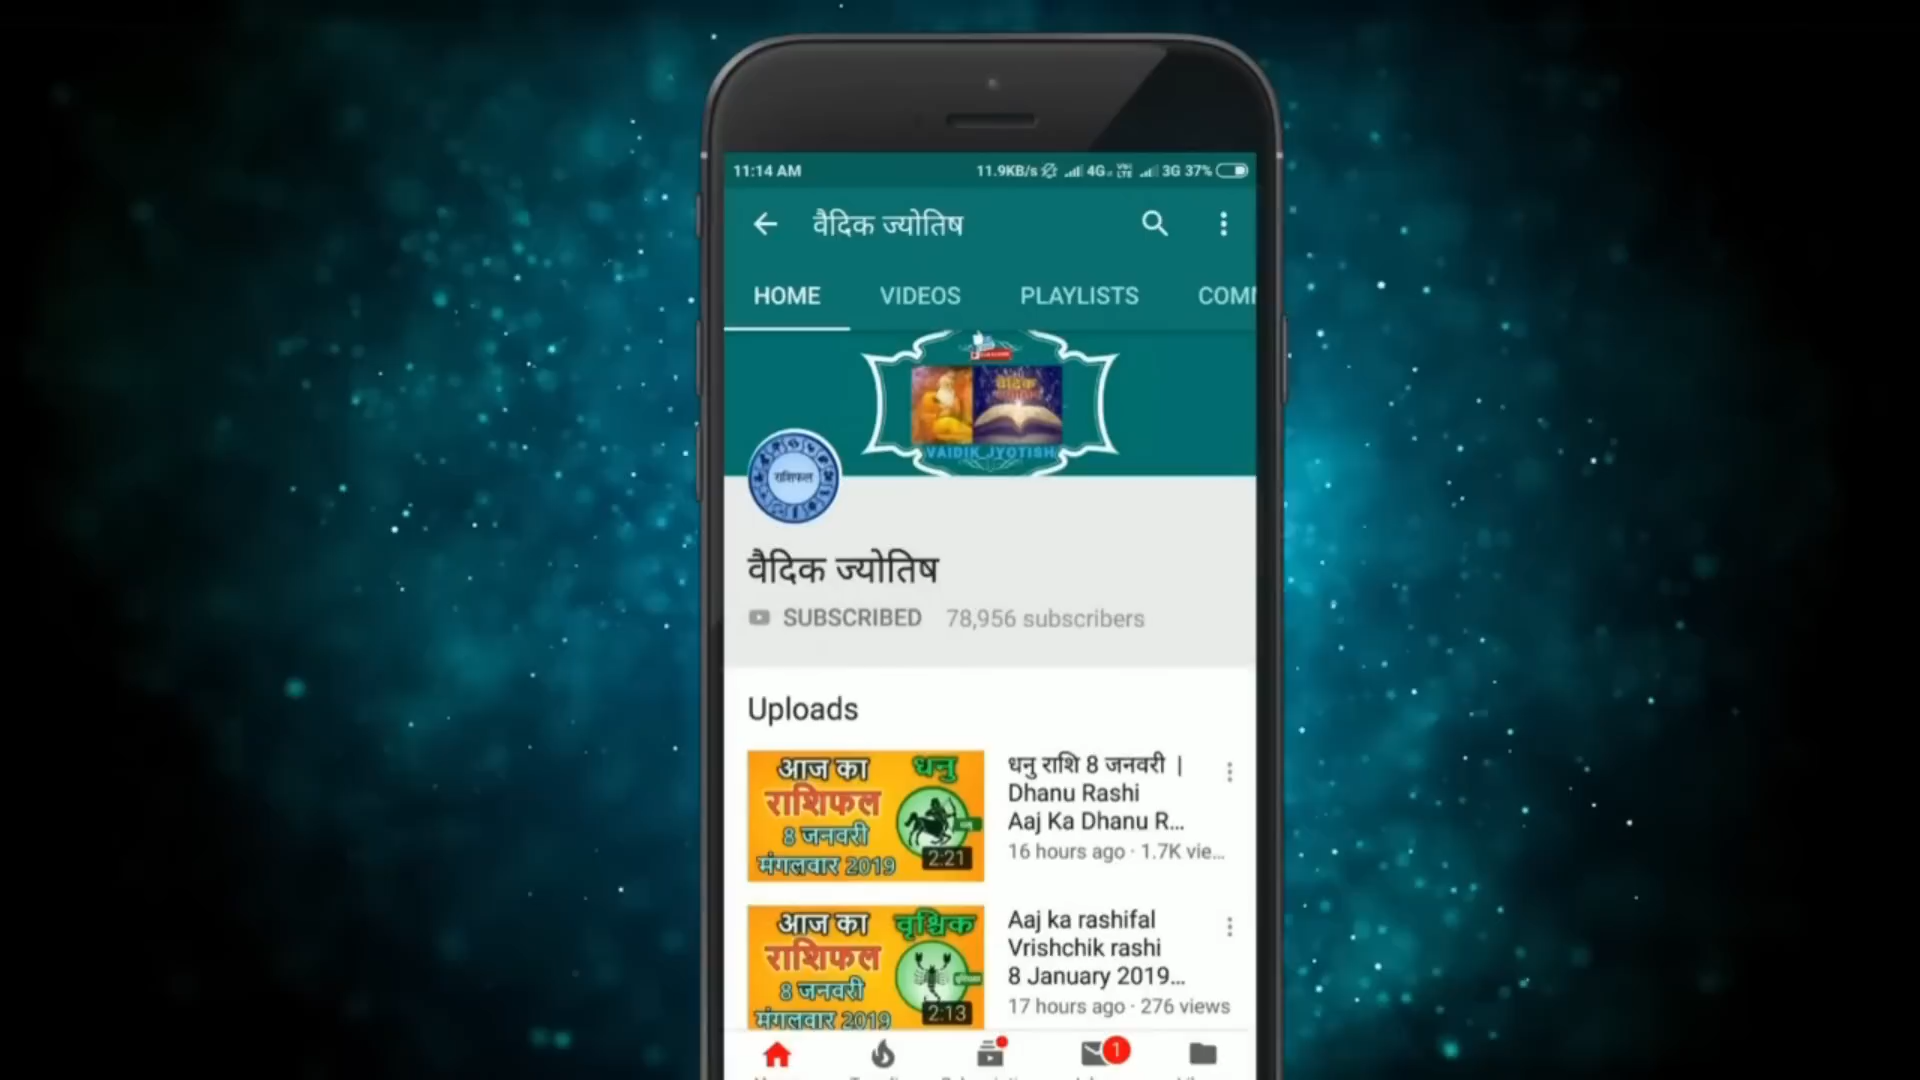 11:14 AM
11.9KB/s 4G 3G 37%
वैदिक ज्योतिष
HOME VIDEOS PLAYLISTS COMM
वैदिक
VAIDIK JYOTISH
राशिफल
वैदिक ज्योतिष
SUBSCRIBED 78,956 subscribers
Uploads
आज का धनु
राशिफल
8 जनवरी
मंगलवार 2019
2:21
धनु राशि 8 जनवरी |
Dhanu Rashi
Aaj Ka Dhanu R...
16 hours ago · 1.7K vie...
आज का वृश्चिक
राशिफल
8 जनवरी
मंगलवार 2019
2:13
Aaj ka rashifal
Vrishchik rashi
8 January 2019...
17 hours ago · 276 views
1